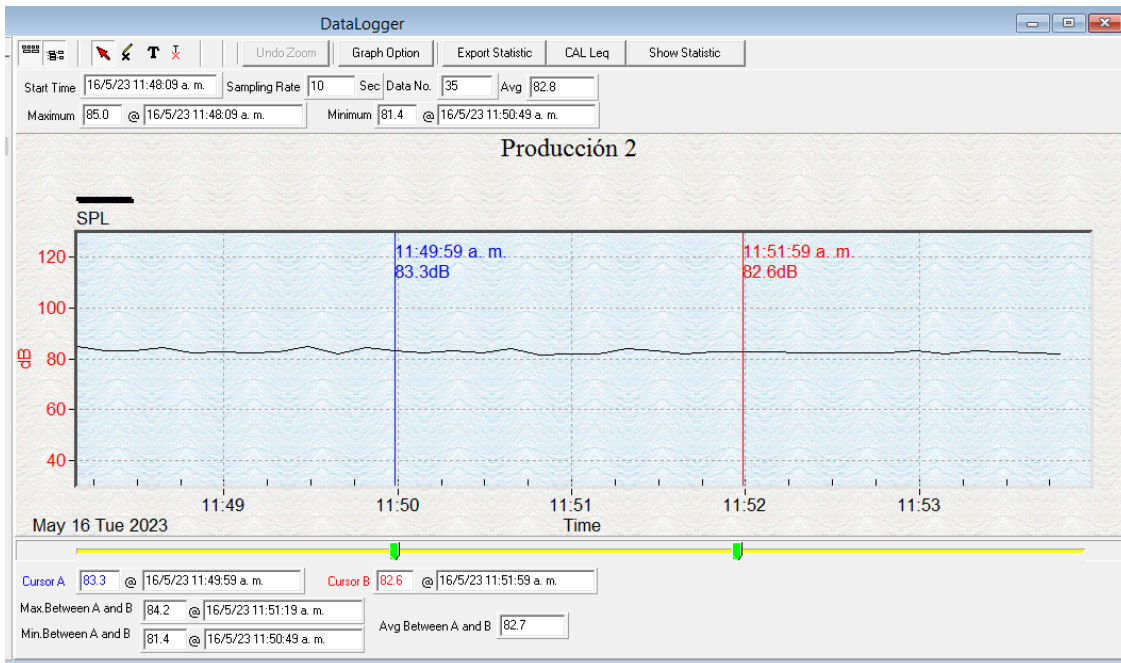 DataLogger
T Undo Zoom Graph Option Export Statistic CAL Leq Show Statistic
Start Time 16/5/23 11:48:09 a. m. Sampling Rate 10 Sec Data No. 35 Avg 82.8
Maximum 85.0 @ 16/5/23 11:48:09 a. m. Minimum 81.4 @ 16/5/23 11:50:49 a. m.
Producción 2
SPL
11:49:59 a. m. 11:51:59 a. m.
83.3dB 82.6dB
120
100
dB 80
60
40
11:49 11:50 11:51 11:52 11:53
May 16 Tue 2023 Time
Cursor A 83.3 @ 16/5/23 11:49:59 a. m. Cursor B 82.6 @ 16/5/23 11:51:59 a. m.
Max.Between A and B 84.2 @ 16/5/23 11:51:19 a. m.
Avg Between A and B 82.7
Min.Between A and B 81.4 @ 16/5/23 11:50:49 a. m.